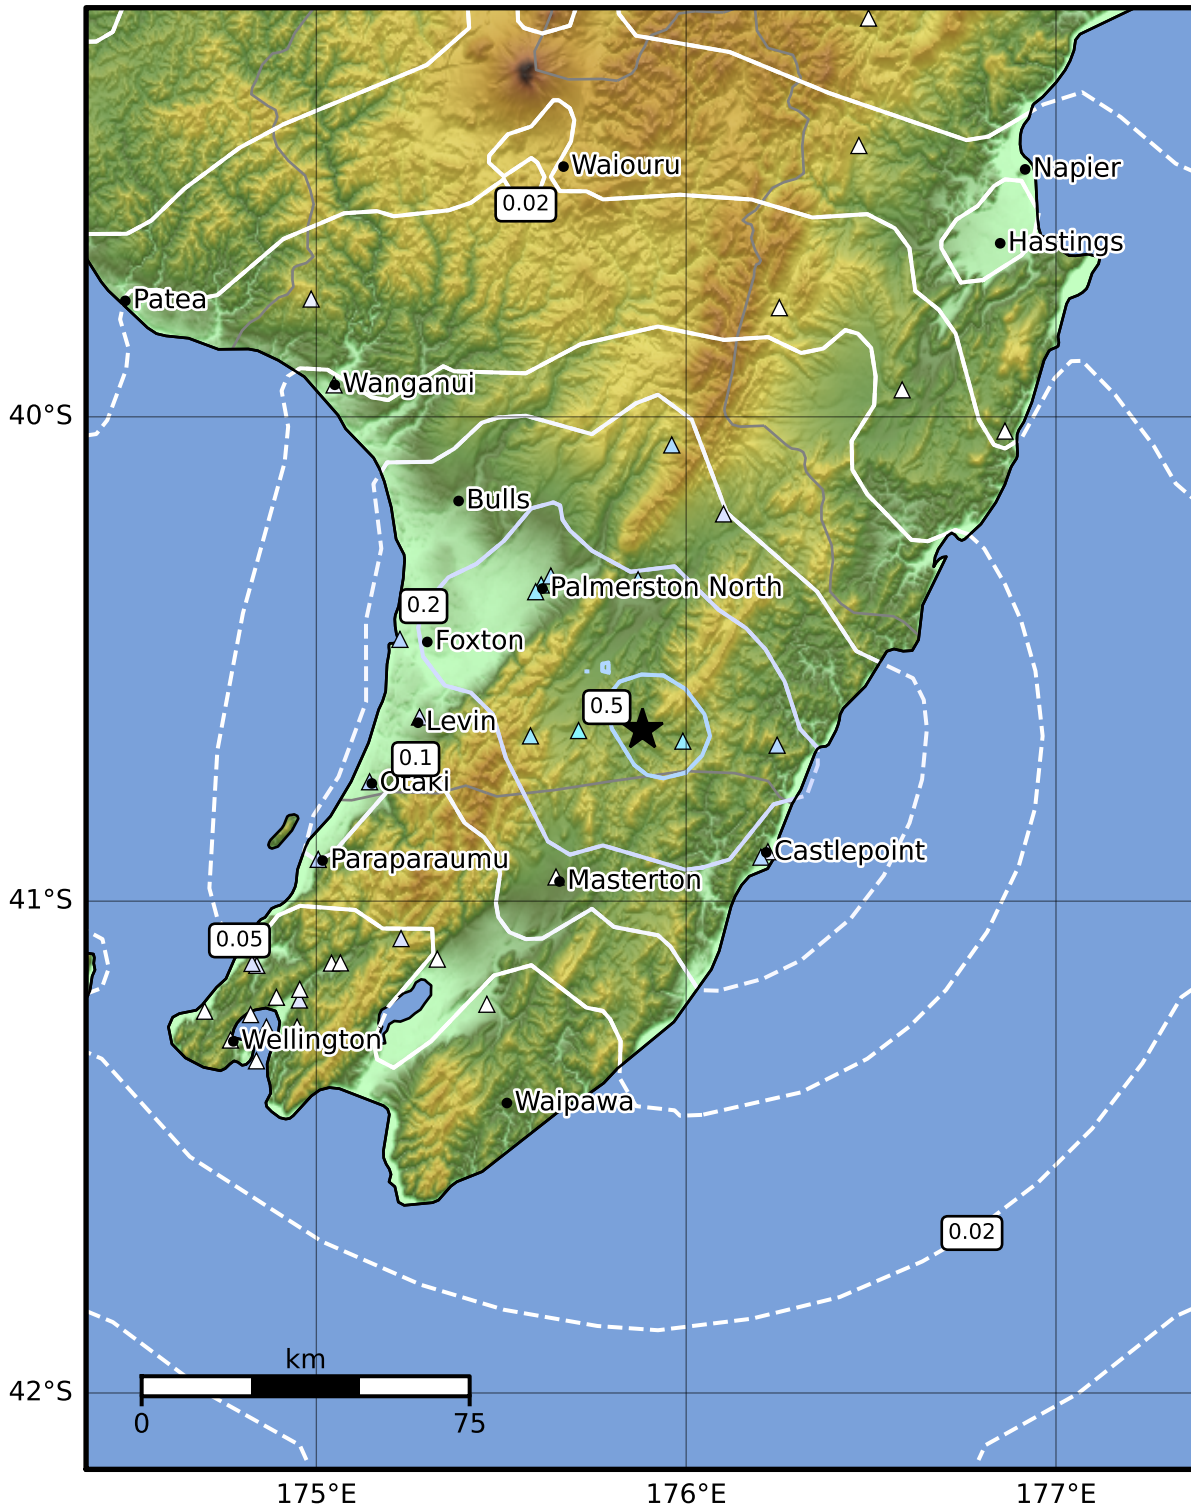 Waiouru
Napier
0.02
Hastings
Patea
Wanganui
40°S
Bulls
Palmerston North
0.2
Foxton
0.5
Levin
0.1
Otaki
Castlepoint
Paraparaumu
Masterton
41°S
0.05
Wellington
Waipawa
0.02
km
42°S
0
75
175°E
176°E
177°E